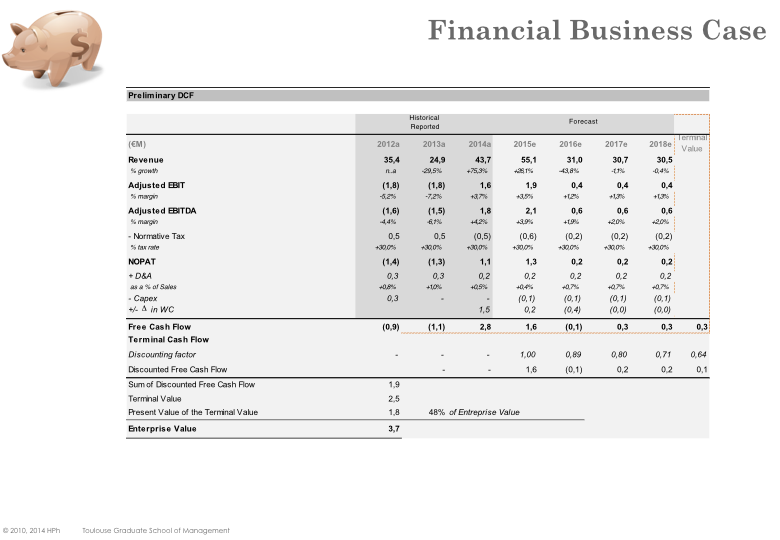 $
Financial Business Case
Preliminary DCF
Historical Forecast
Reported
(€M) 2012a 2013a 2014a 2015e 2016e 2017e 2018e Terminal Value
Revenue 35,4 24,9 43,7 55,1 31,0 30,7 30,5
% growth n..a -29,5% +75,3% +26,1% -43,8% -1,1% -0,4%
Adjusted EBIT (1,8) (1,8) 1,6 1,9 0,4 0,4 0,4
% margin -5,2% -7,2% +3,7% +3,5% +1,2% +1,3% +1,3%
Adjusted EBITDA (1,6) (1,5) 1,8 2,1 0,6 0,6 0,6
% margin -4,4% -6,1% +4,2% +3,9% +1,9% +2,0% +2,0%
- Normative Tax 0,5 0,5 (0,5) (0,6) (0,2) (0,2) (0,2)
% tax rate +30,0% +30,0% +30,0% +30,0% +30,0% +30,0% +30,0%
NOPAT (1,4) (1,3) 1,1 1,3 0,2 0,2 0,2
+ D&A 0,3 0,3 0,2 0,2 0,2 0,2 0,2
as a % of Sales +0,8% +1,0% +0,5% +0,4% +0,7% +0,7% +0,7%
- Capex 0,3 - - (0,1) (0,1) (0,1) (0,1)
+/- Δ in WC 1,5 0,2 (0,4) (0,0) (0,0)
Free Cash Flow (0,9) (1,1) 2,8 1,6 (0,1) 0,3 0,3 0,3
Terminal Cash Flow
Discounting factor - - - 1,00 0,89 0,80 0,71 0,64
Discounted Free Cash Flow - - 1,6 (0,1) 0,2 0,2 0,1
Sum of Discounted Free Cash Flow 1,9
Terminal Value 2,5
Present Value of the Terminal Value 1,8 48% of Entreprise Value
Enterprise Value 3,7
© 2010, 2014 HPh Toulouse Graduate School of Management